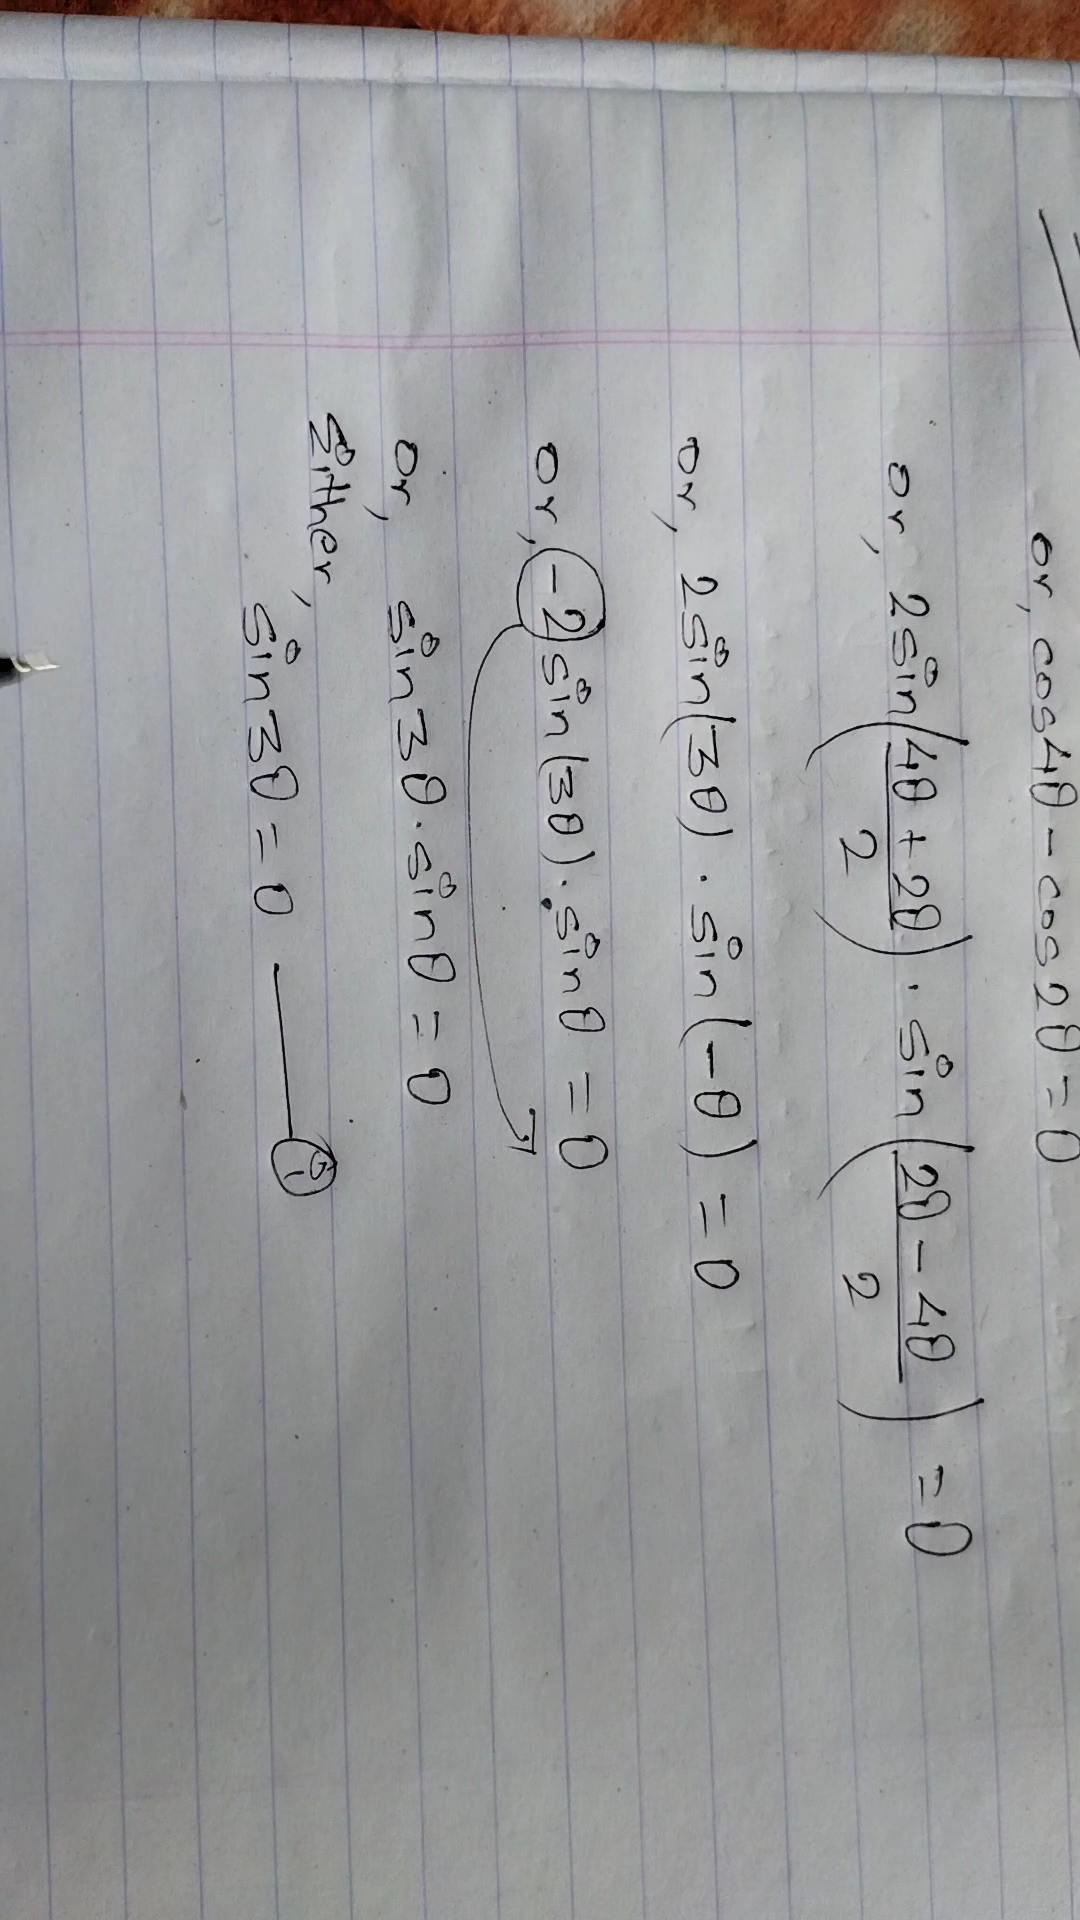 or, cos4θ - cos2θ = 0
or, 2sin((4θ + 2θ)/2) · sin((2θ - 4θ)/2) = 0
or, 2sin(3θ) · sin(-θ) = 0
or, -2 sin(3θ) · sinθ = 0
or, sin3θ · sinθ = 0
Either,
sin3θ = 0 — i